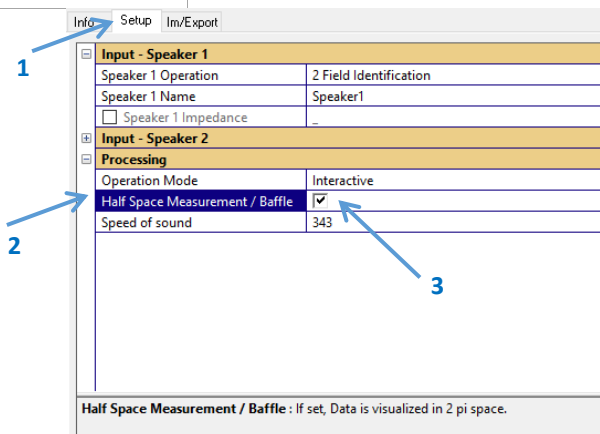 Info Setup Im/Export
1
Input - Speaker 1
Speaker 1 Operation 2 Field Identification
Speaker 1 Name Speaker1
Speaker 1 Impedance _
Input - Speaker 2
Processing
Operation Mode Interactive
Half Space Measurement / Baffle
Speed of sound 343
2
3
Half Space Measurement / Baffle : If set, Data is visualized in 2 pi space.